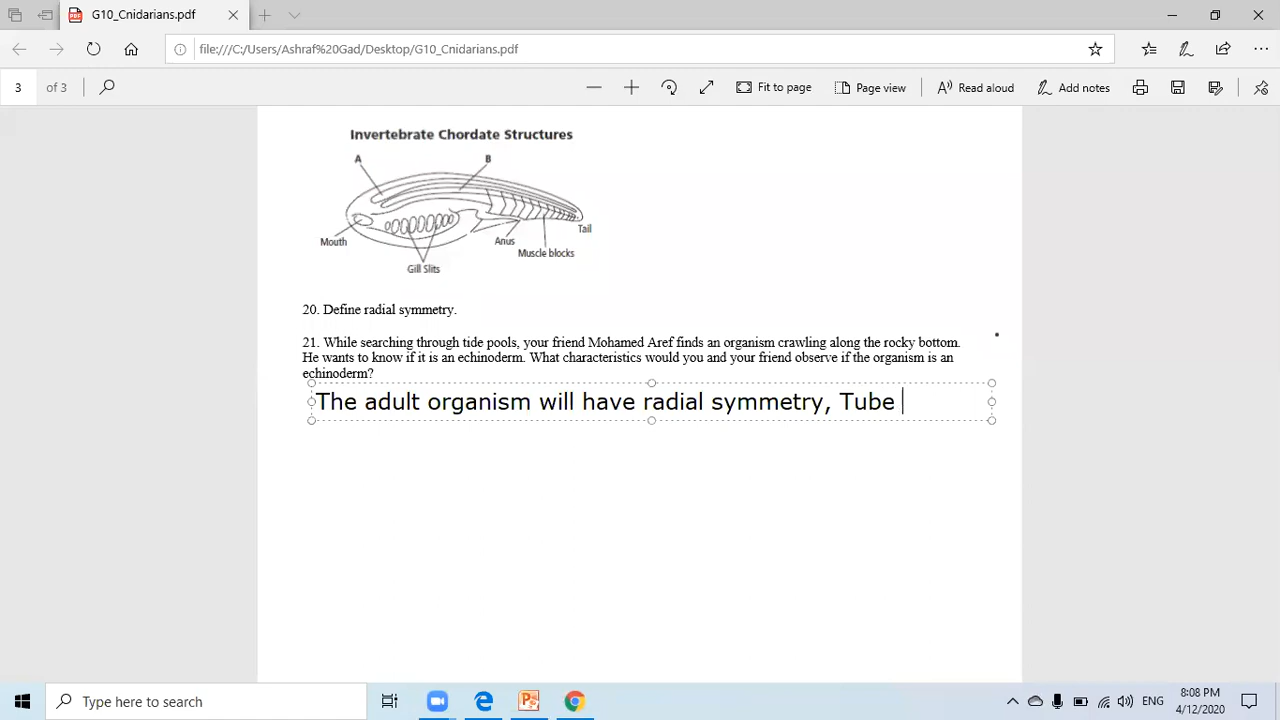 G10_Cnidarians.pdf
file:///C:/Users/Ashraf%20Gad/Desktop/G10_Cnidarians.pdf
3 of 3
Fit to page
Page view
Read aloud
Add notes
Invertebrate Chordate Structures
A
B
Mouth
Gill Slits
Anus
Muscle blocks
Tail
20. Define radial symmetry.
21. While searching through tide pools, your friend Mohamed Aref finds an organism crawling along the rocky bottom.
He wants to know if it is an echinoderm. What characteristics would you and your friend observe if the organism is an
echinoderm?
The adult organism will have radial symmetry, Tube
Type here to search
ENG
8:08 PM
4/12/2020